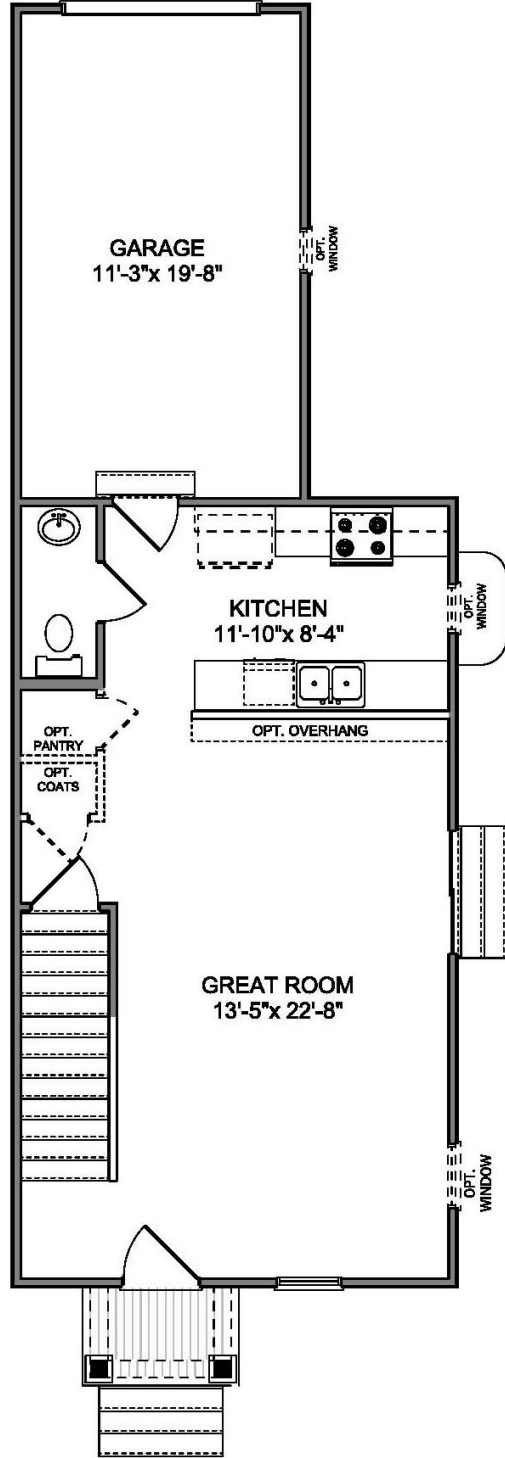 GARAGE
11'-3"x 19'-8"
OPT.
WINDOW
KITCHEN
11'-10"x 8'-4"
OPT.
WINDOW
OPT. OVERHANG
OPT.
PANTRY
OPT.
COATS
GREAT ROOM
13'-5"x 22'-8"
OPT.
WINDOW